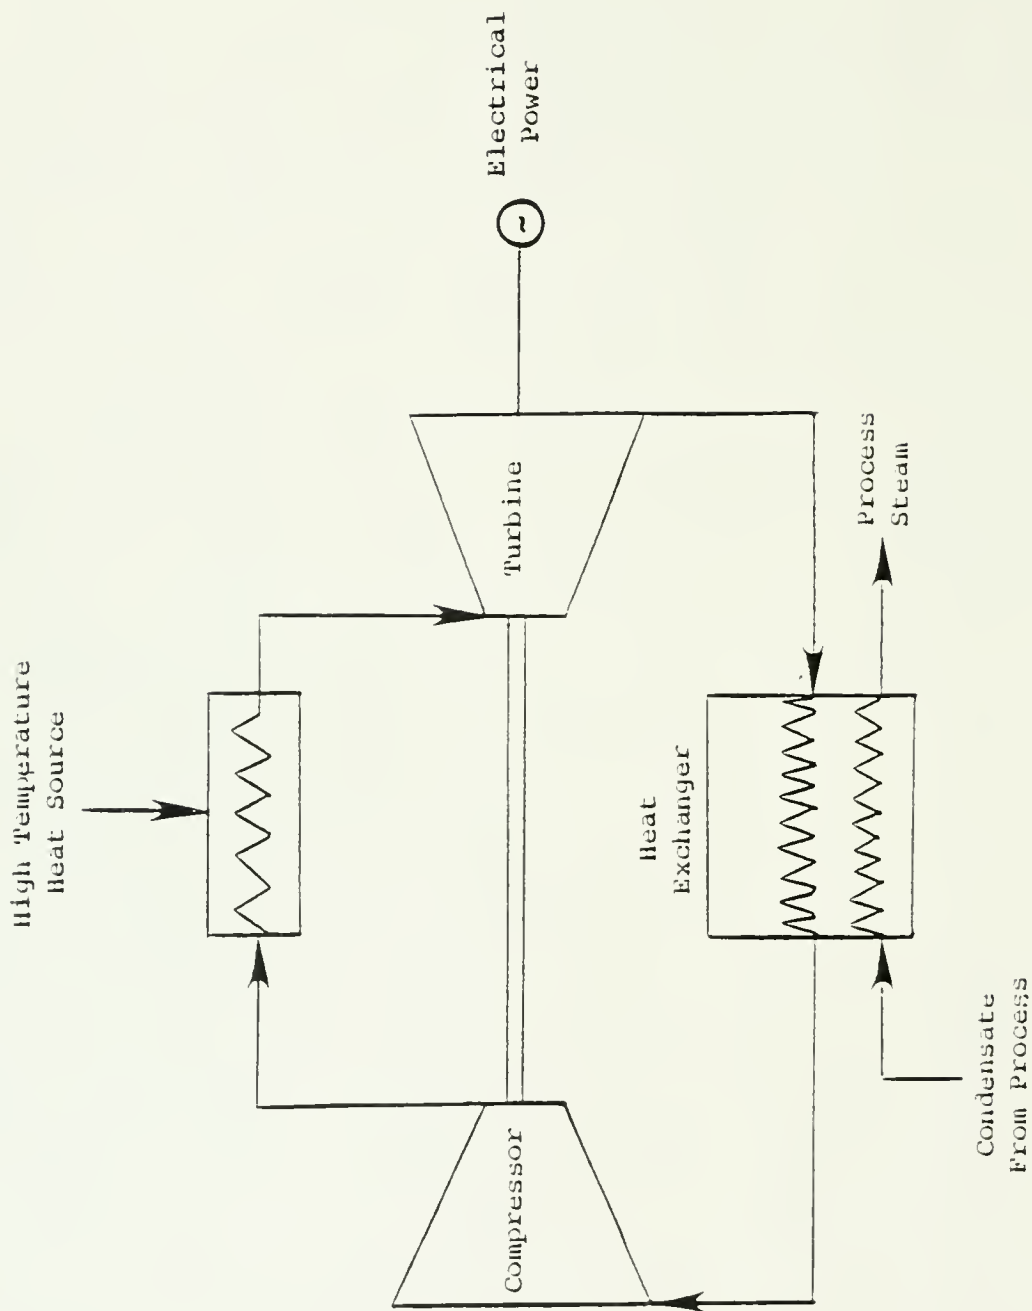 High Temperature
Heat Source
Compressor
Turbine
~
Electrical
Power
Heat
Exchanger
Process
Steam
Condensate
From Process